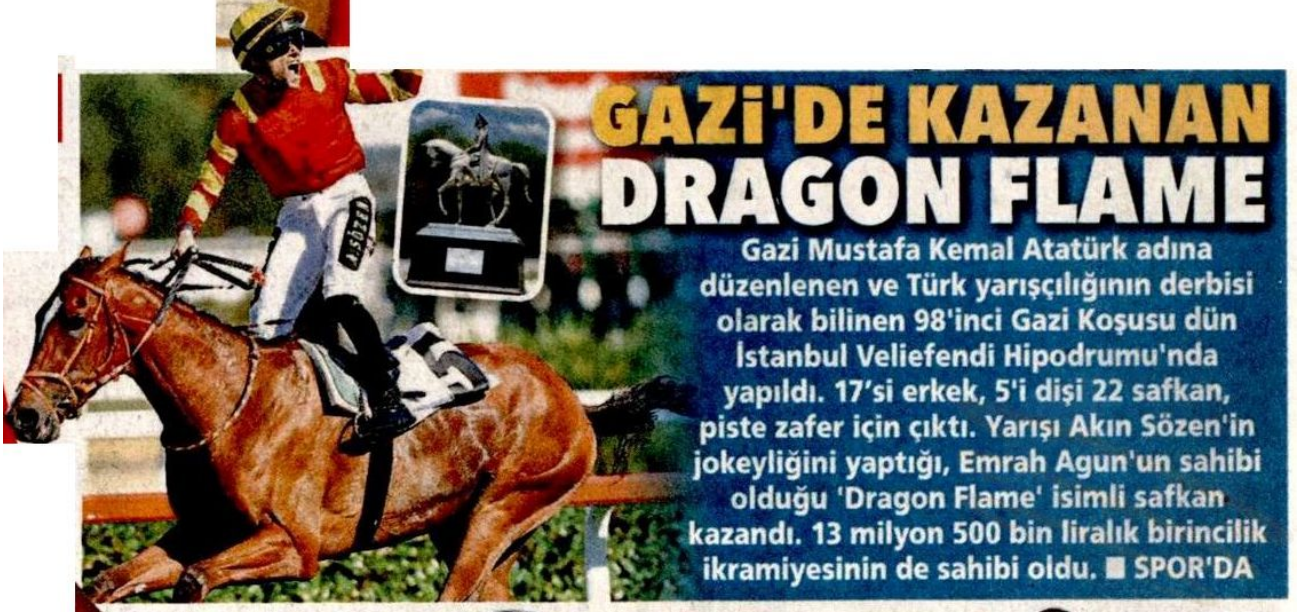 GAZi'DE KAZANAN
DRAGON FLAME
Gazi Mustafa Kemal Atatürk adına
düzenlenen ve Türk yarışçılığının derbisi
olarak bilinen 98'inci Gazi Koşusu dün
İstanbul Veliefendi Hipodrumu'nda
yapıldı. 17’si erkek, 5'i dişi 22 safkan,
piste zafer için çıktı. Yarışı Akın Sözen'in
jokeyliğini yaptığı, Emrah Agun'un sahibi
olduğu 'Dragon Flame' isimli safkan
kazandı. 13 milyon 500 bin liralık birincilik
ikramiyesinin de sahibi oldu. ■ SPOR'DA
A.SÖZEN
5